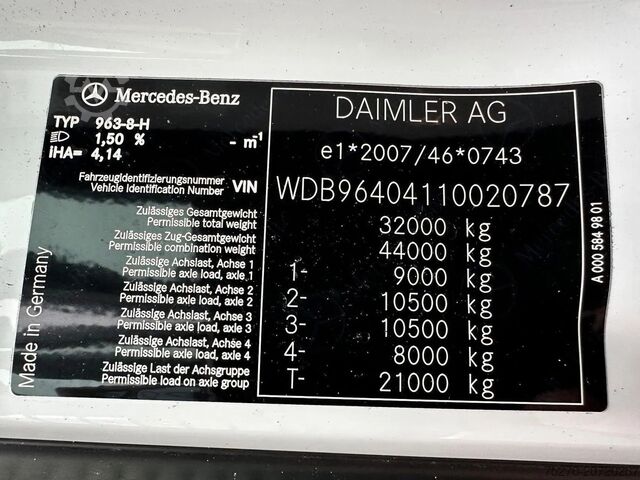 Mercedes-Benz
DAIMLER AG
TYP 963-8-H
1,50 % - m⁻¹
iHA= 4,14
e1*2007/46*0743
Fahrzeugidentifizierungsnummer
Vehicle Identification Number VIN WDB96404110020787
Zulässiges Gesamtgewicht
Permissible total weight 32000 kg
Zulässiges Zug-Gesamtgewicht
Permissible combination weight 44000 kg
Zulässige Achslast, Achse 1
Permissible axle load, axle 1 1- 9000 kg
Zulässige Achslast, Achse 2
Permissible axle load, axle 2 2- 10500 kg
Zulässige Achslast, Achse 3
Permissible axle load, axle 3 3- 10500 kg
Zulässige Achslast, Achse 4
Permissible axle load, axle 4 4- 8000 kg
Zulässige Last der Achsgruppe
Permissible load on axle group T- 21000 kg
Made in Germany
A 000 584 98 01